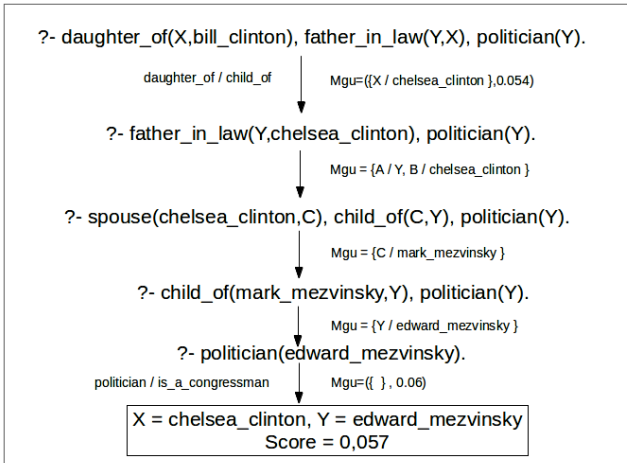 ?- daughter_of(X,bill_clinton), father_in_law(Y,X), politician(Y).
daughter_of / child_of Mgu=({X / chelsea_clinton },0.054)
?- father_in_law(Y,chelsea_clinton), politician(Y).
Mgu = {A / Y, B / chelsea_clinton }
?- spouse(chelsea_clinton,C), child_of(C,Y), politician(Y).
Mgu = {C / mark_mezvinsky }
?- child_of(mark_mezvinsky,Y), politician(Y).
Mgu = {Y / edward_mezvinsky }
?- politician(edward_mezvinsky).
politician / is_a_congressman Mgu=({ } , 0.06)
X = chelsea_clinton, Y = edward_mezvinsky
Score = 0,057